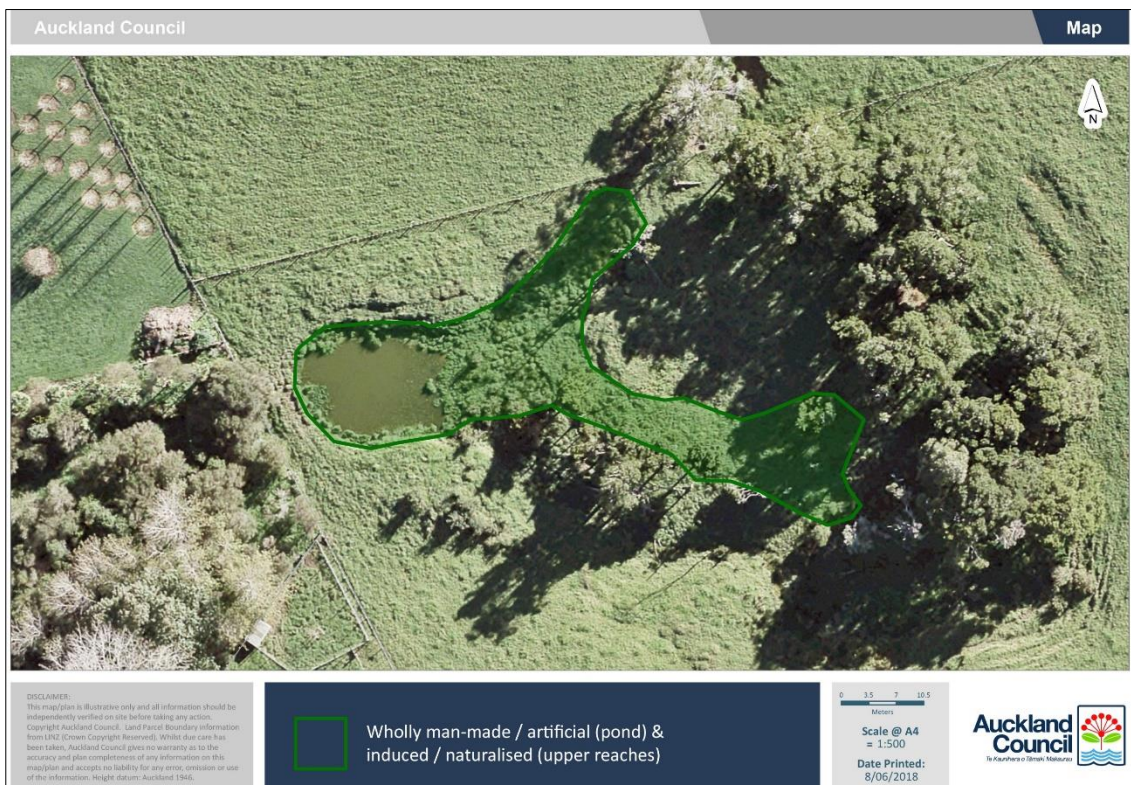 Auckland Council
Map
N
DISCLAIMER:
This map/plan is illustrative only and all information should be
independently verified on site before taking any action.
Copyright Auckland Council. Land Parcel Boundary information
from LINZ (Crown Copyright Reserved). Whilst due care has
been taken, Auckland Council gives no warranty as to the
accuracy and plan completeness of any information on this
map/plan and accepts no liability for any error, omission or use
of the information. Height datum: Auckland 1946.
Wholly man-made / artificial (pond) &
induced / naturalised (upper reaches)
0 3.5 7 10.5
Meters
Scale @ A4
= 1:500
Date Printed:
8/06/2018
Auckland
Council
Te Kaunihera o Tāmaki Makaurau